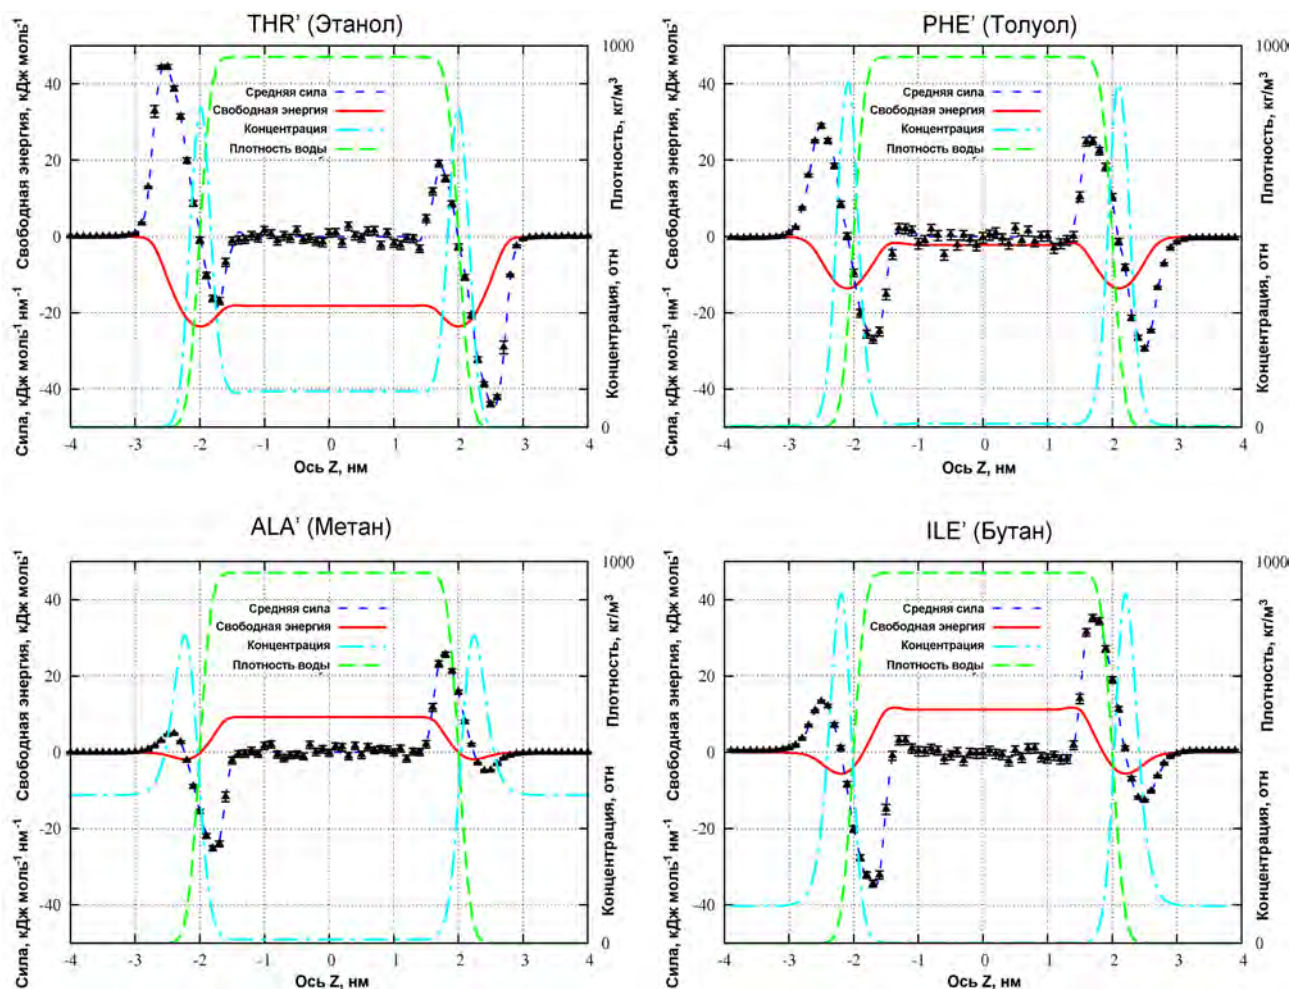 THR’ (Этанол)
Сила, кДж моль-1 нм-1
Свободная энергия, кДж моль-1
40
20
0
-20
-40
Средняя сила
Свободная энергия
Концентрация
Плотность воды
1000
0
Плотность, кг/м3
Концентрация, отн
-4 -3 -2 -1 0 1 2 3 4
Ось Z, нм
PHE’ (Толуол)
Сила, кДж моль-1 нм-1
Свободная энергия, кДж моль-1
40
20
0
-20
-40
Средняя сила
Свободная энергия
Концентрация
Плотность воды
1000
0
Плотность, кг/м3
Концентрация, отн
-4 -3 -2 -1 0 1 2 3 4
Ось Z, нм
ALA’ (Метан)
Сила, кДж моль-1 нм-1
Свободная энергия, кДж моль-1
40
20
0
-20
-40
Средняя сила
Свободная энергия
Концентрация
Плотность воды
1000
0
Плотность, кг/м3
Концентрация, отн
-4 -3 -2 -1 0 1 2 3 4
Ось Z, нм
ILE’ (Бутан)
Сила, кДж моль-1 нм-1
Свободная энергия, кДж моль-1
40
20
0
-20
-40
Средняя сила
Свободная энергия
Концентрация
Плотность воды
1000
0
Плотность, кг/м3
Концентрация, отн
-4 -3 -2 -1 0 1 2 3 4
Ось Z, нм